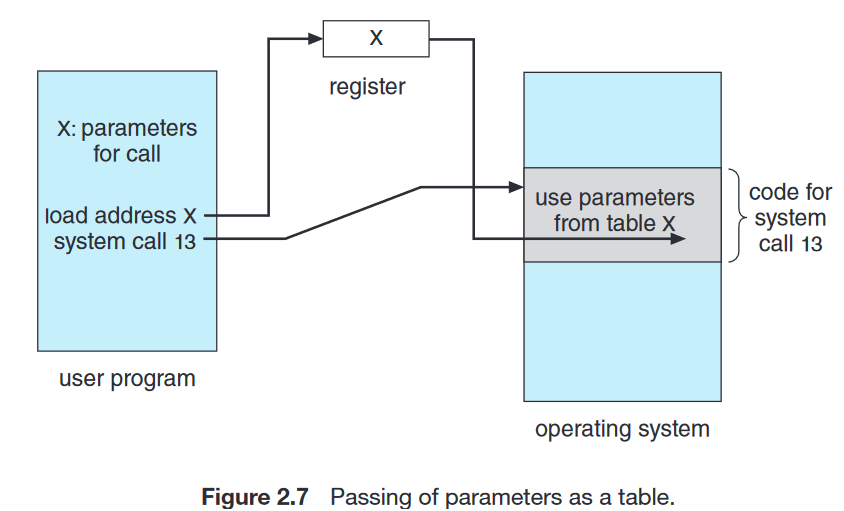 X
register
X: parameters
for call
load address X
system call 13
user program
use parameters
from table X
code for
system
call 13
operating system
Figure 2.7 Passing of parameters as a table.